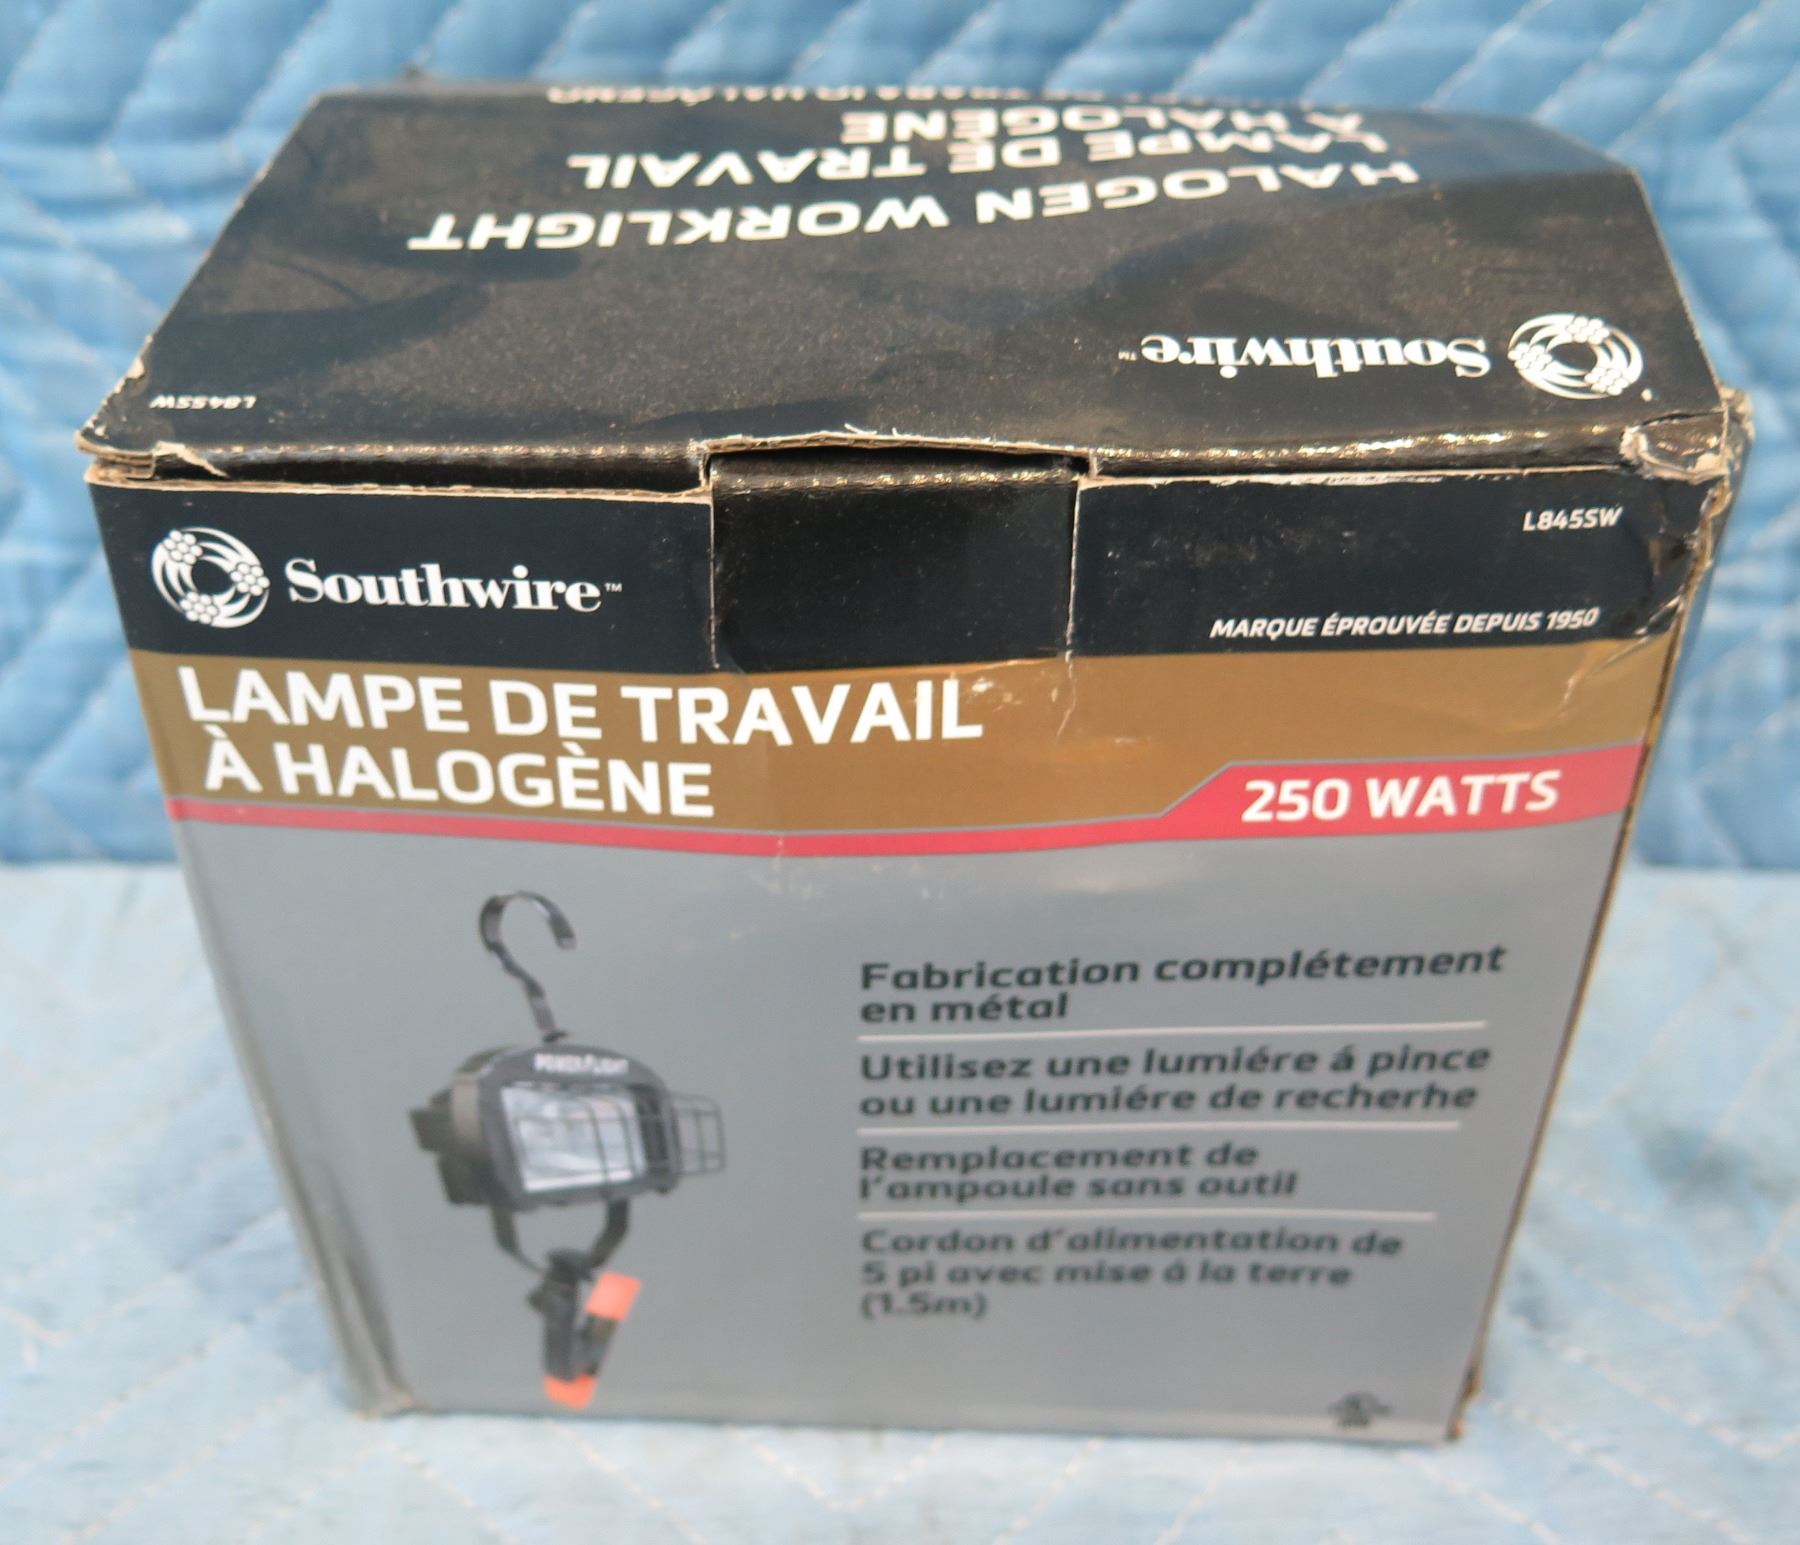 HALOGEN WORKLIGHT
LAMPE DE TRAVAIL
À HALOGÈNE
Southwire™
L845SW
Southwire™
L845SW
MARQUE ÉPROUVÉE DEPUIS 1950
LAMPE DE TRAVAIL
À HALOGÈNE
250 WATTS
Fabrication complétement
en métal
Utilisez une lumiére á pince
ou une lumiére de recherhe
Remplacement de
l'ampoule sans outil
Cordon d'alimentation de
5 pi avec mise á la terre
(1.5m)